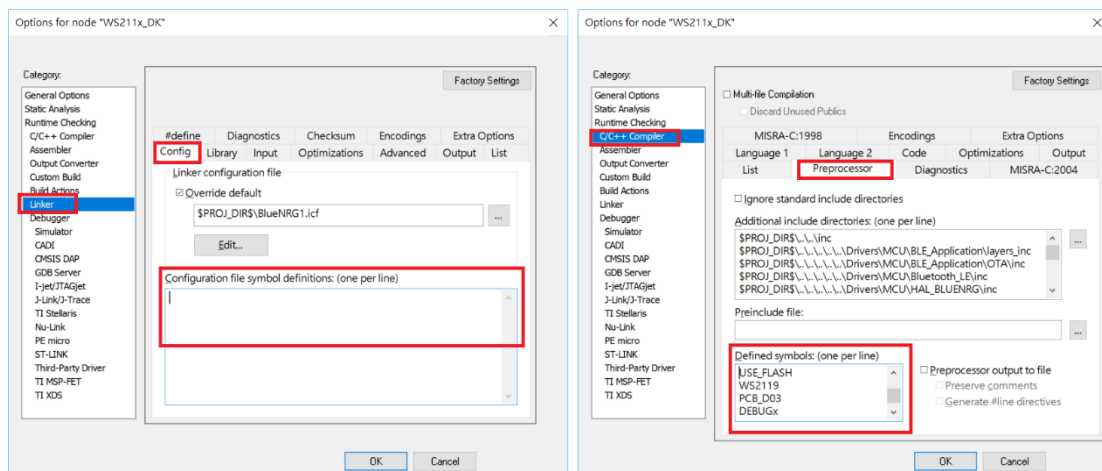 Options for node "WS211x_DK"
Category:
Factory Settings
General Options
Static Analysis
Runtime Checking
C/C++ Compiler
Assembler
Output Converter
Custom Build
Build Actions
Linker
Debugger
Simulator
CADI
CMSIS DAP
GDB Server
I-jet/JTAGjet
J-Link/J-Trace
TI Stellaris
Nu-Link
PE micro
ST-LINK
Third-Party Driver
TI MSP-FET
TI XDS
#define Diagnostics Checksum Encodings Extra Options
Config Library Input Optimizations Advanced Output List
Linker configuration file
Override default
$PROJ_DIR$\BlueNRG1.icf
...
Edit...
Configuration file symbol definitions: (one per line)
OK Cancel
Options for node "WS211x_DK"
Category:
Factory Settings
General Options
Static Analysis
Runtime Checking
C/C++ Compiler
Assembler
Output Converter
Custom Build
Build Actions
Linker
Debugger
Simulator
CADI
CMSIS DAP
GDB Server
I-jet/JTAGjet
J-Link/J-Trace
TI Stellaris
Nu-Link
PE micro
ST-LINK
Third-Party Driver
TI MSP-FET
TI XDS
Multi-file Compilation
Discard Unused Publics
MISRA-C:1998 Encodings Extra Options
Language 1 Language 2 Code Optimizations Output
List Preprocessor Diagnostics MISRA-C:2004
Ignore standard include directories
Additional include directories: (one per line)
$PROJ_DIR$\..\..\inc
$PROJ_DIR$\..\..\..\..\..\Drivers\MCU\BLE_Application\layers_inc
$PROJ_DIR$\..\..\..\..\..\Drivers\MCU\BLE_Application\OTA\inc
$PROJ_DIR$\..\..\..\..\..\Drivers\MCU\Bluetooth_LE\inc
$PROJ_DIR$\..\..\..\..\..\Drivers\MCU\HAL_BLUENRG\inc
...
Preinclude file:
...
Defined symbols: (one per line)
USE_FLASH
WS2119
PCB_D03
DEBUGx
Preprocessor output to file
Preserve comments
Generate #line directives
OK Cancel